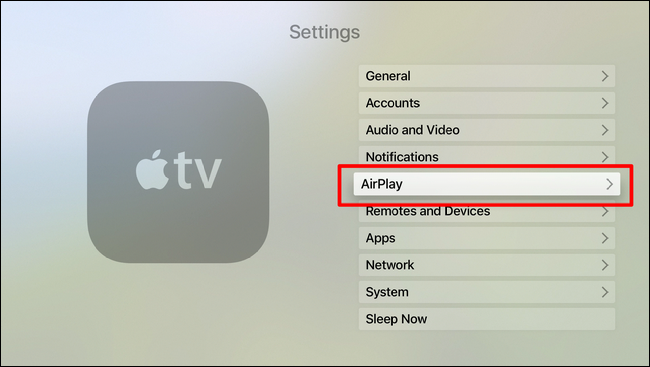 Settings
tv
General
Accounts
Audio and Video
Notifications
AirPlay
Remotes and Devices
Apps
Network
System
Sleep Now